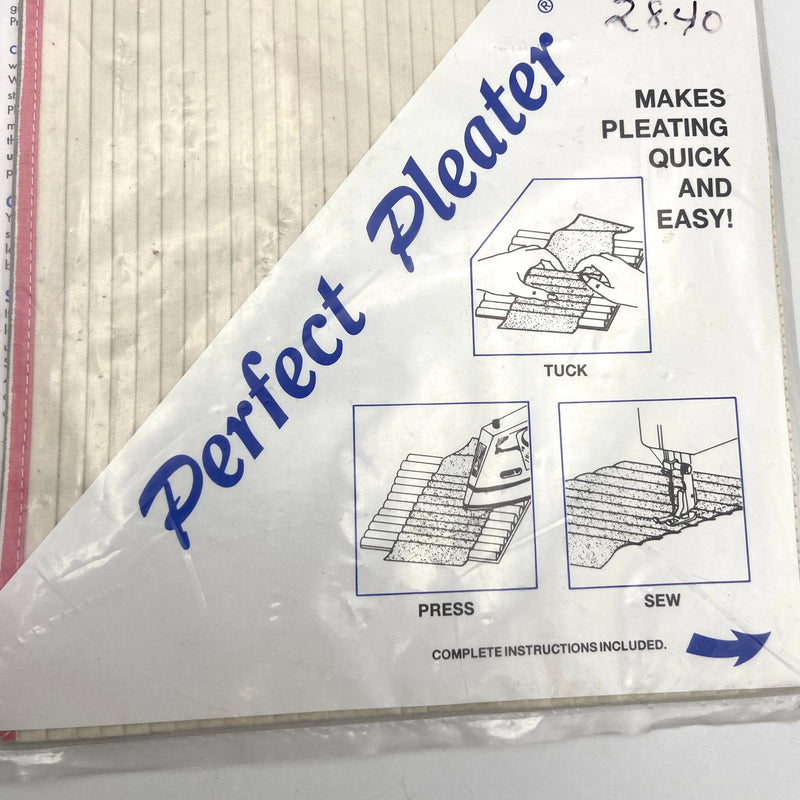 28.40
Perfect Pleater®
MAKES
PLEATING
QUICK
AND
EASY!
TUCK
PRESS
SEW
COMPLETE INSTRUCTIONS INCLUDED.